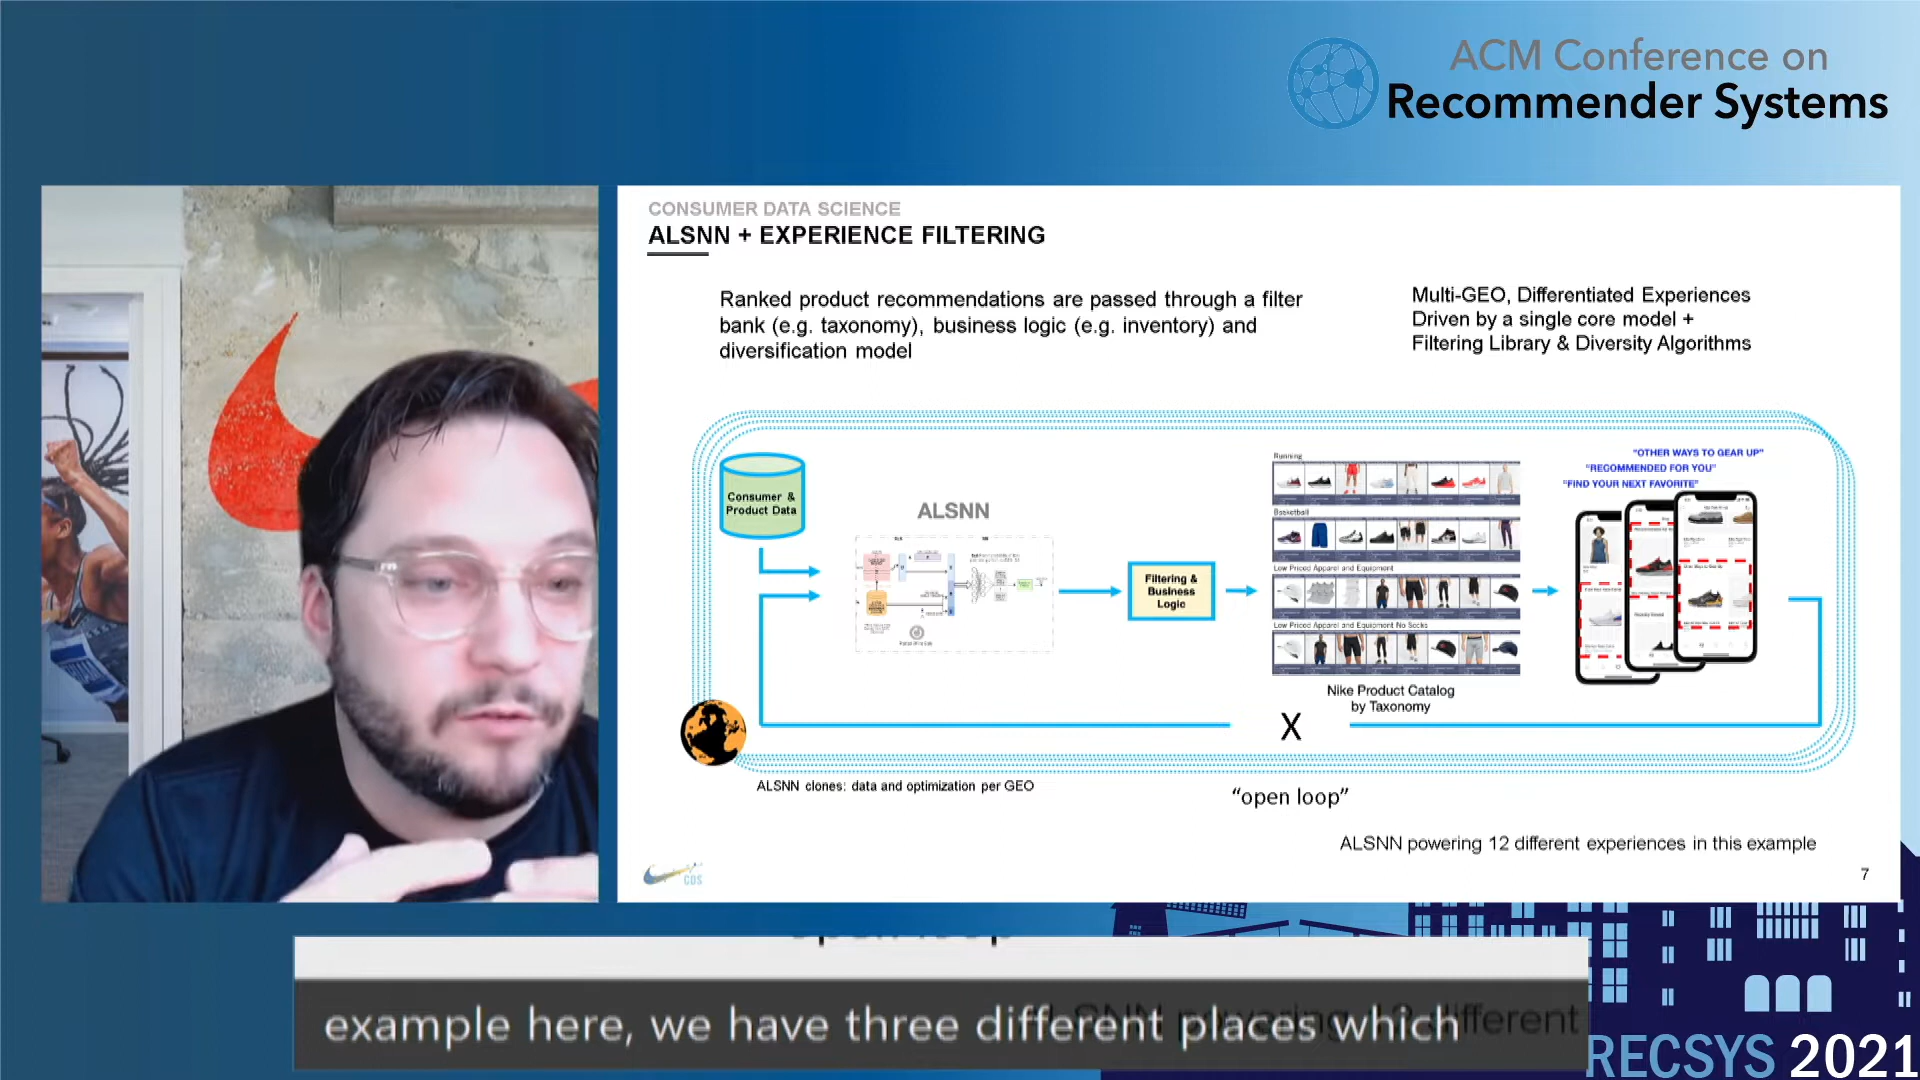 ACM Conference on
Recommender Systems
CONSUMER DATA SCIENCE
ALSNN + EXPERIENCE FILTERING
Ranked product recommendations are passed through a filter
bank (e.g. taxonomy), business logic (e.g. inventory) and
diversification model
Multi-GEO, Differentiated Experiences
Driven by a single core model +
Filtering Library & Diversity Algorithms
Consumer &
Product Data
ALSNN
Filtering &
Business
Logic
Running
Basketball
Low Priced Apparel and Equipment
Low Priced Apparel and Equipment No Socks
Nike Product Catalog
by Taxonomy
"OTHER WAYS TO GEAR UP"
"RECOMMENDED FOR YOU"
"FIND YOUR NEXT FAVORITE"
X
ALSNN clones: data and optimization per GEO
“open loop”
ALSNN powering 12 different experiences in this example
CDS
7
example here, we have three different places which
RECSYS 2021